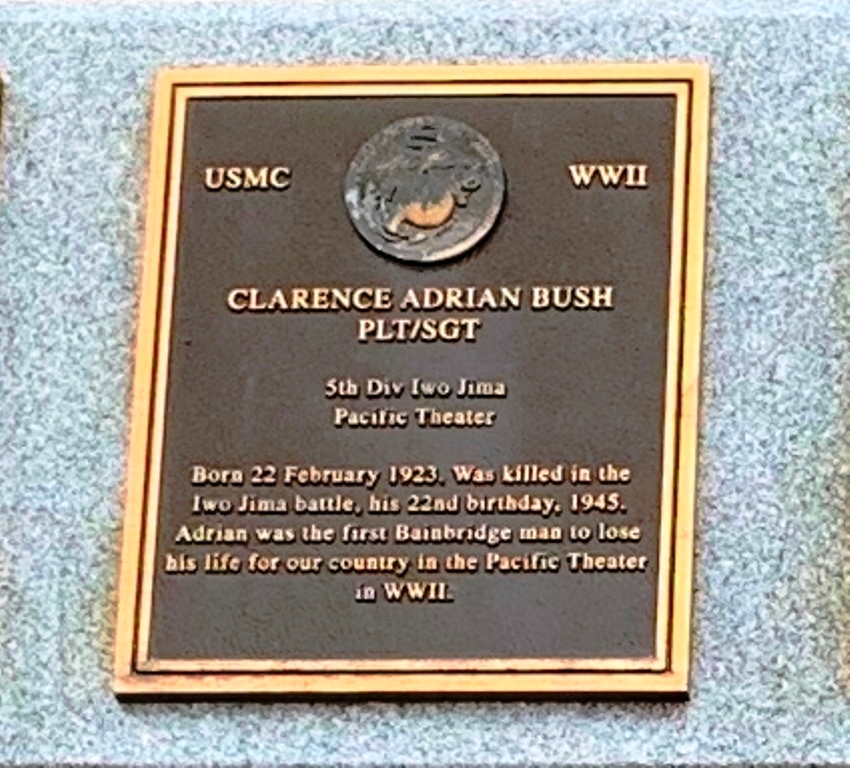 USMC WWII
CLARENCE ADRIAN BUSH
PLT/SGT
5th Div Iwo Jima
Pacific Theater
Born 22 February 1923. Was killed in the
Iwo Jima battle, his 22nd birthday, 1945.
Adrian was the first Bainbridge man to lose
his life for our country in the Pacific Theater
in WWII.